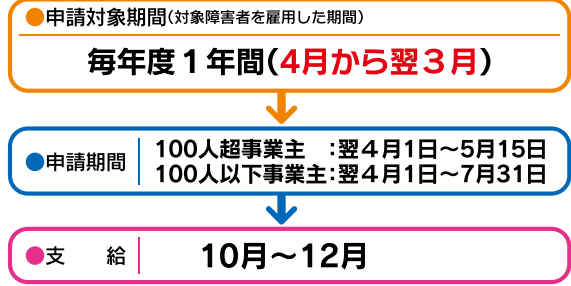 ●申請対象期間(対象障害者を雇用した期間)
毎年度１年間(4月から翌３月)
●申請期間
100人超事業主　:翌４月1日～5月15日
100人以下事業主:翌４月1日～7月31日
●支　　給
10月～12月